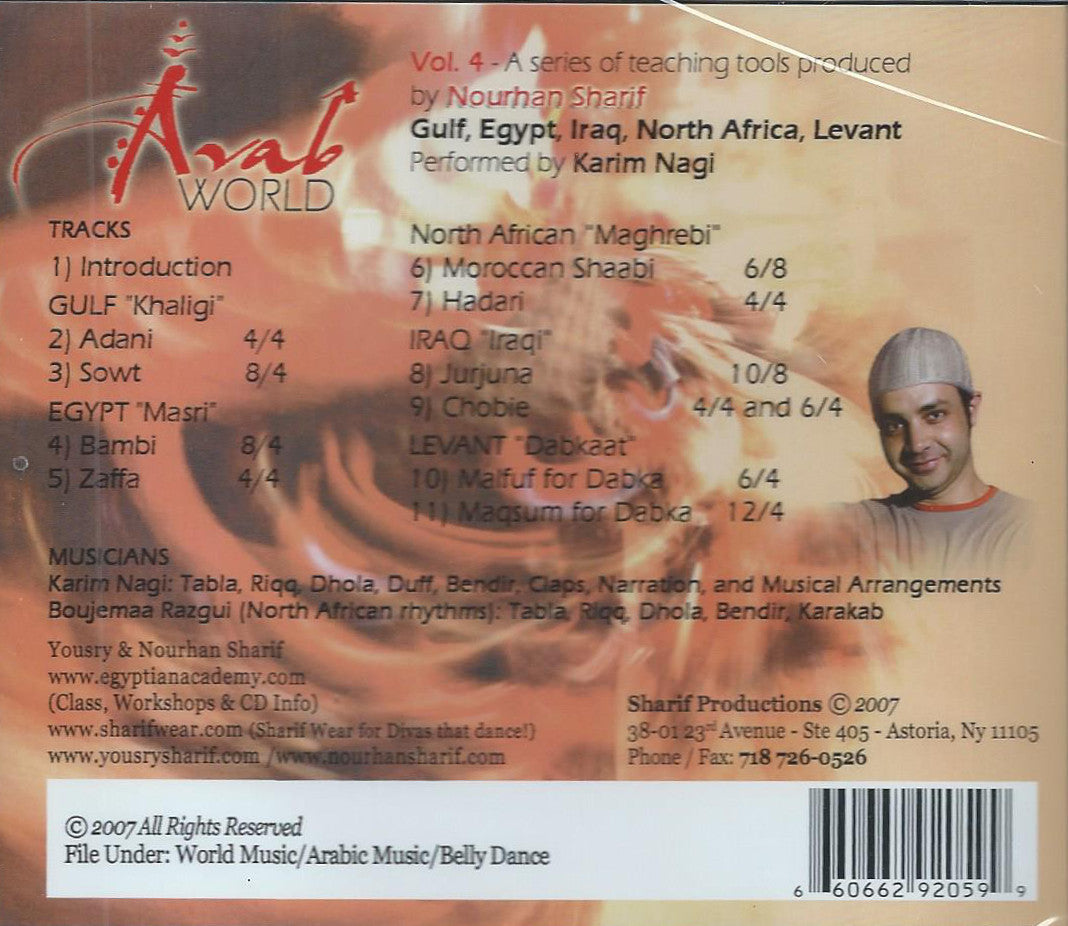 Arab
WORLD
Vol. 4 - A series of teaching tools produced
by Nourhan Sharif
Gulf, Egypt, Iraq, North Africa, Levant
Performed by Karim Nagi
TRACKS
1) Introduction
GULF "Khaligi"
2) Adani 4/4
3) Sowt 8/4
EGYPT "Masri"
4) Bambi 8/4
5) Zaffa 4/4
North African "Maghrebi"
6) Moroccan Shaabi 6/8
7) Hadari 4/4
IRAQ "Iraqi"
8) Jurjuna 10/8
9) Chobie 4/4 and 6/4
LEVANT "Dabkaat"
10) Malfuf for Dabka 6/4
11) Maqsum for Dabka 12/4
MUSICIANS
Karim Nagi: Tabla, Riqq, Dhola, Duff, Bendir, Claps, Narration, and Musical Arrangements
Boujemaa Razgui (North African rhythms): Tabla, Riqq, Dhola, Bendir, Karakab
Yousry & Nourhan Sharif
www.egyptianacademy.com
(Class, Workshops & CD Info)
www.sharifwear.com (Sharif Wear for Divas that dance!)
www.yousrysharif.com /www.nourhansharif.com
Sharif Productions © 2007
38-01 23rd Avenue - Ste 405 - Astoria, Ny 11105
Phone / Fax: 718 726-0526
© 2007 All Rights Reserved
File Under: World Music/Arabic Music/Belly Dance
6 60662 92059 9